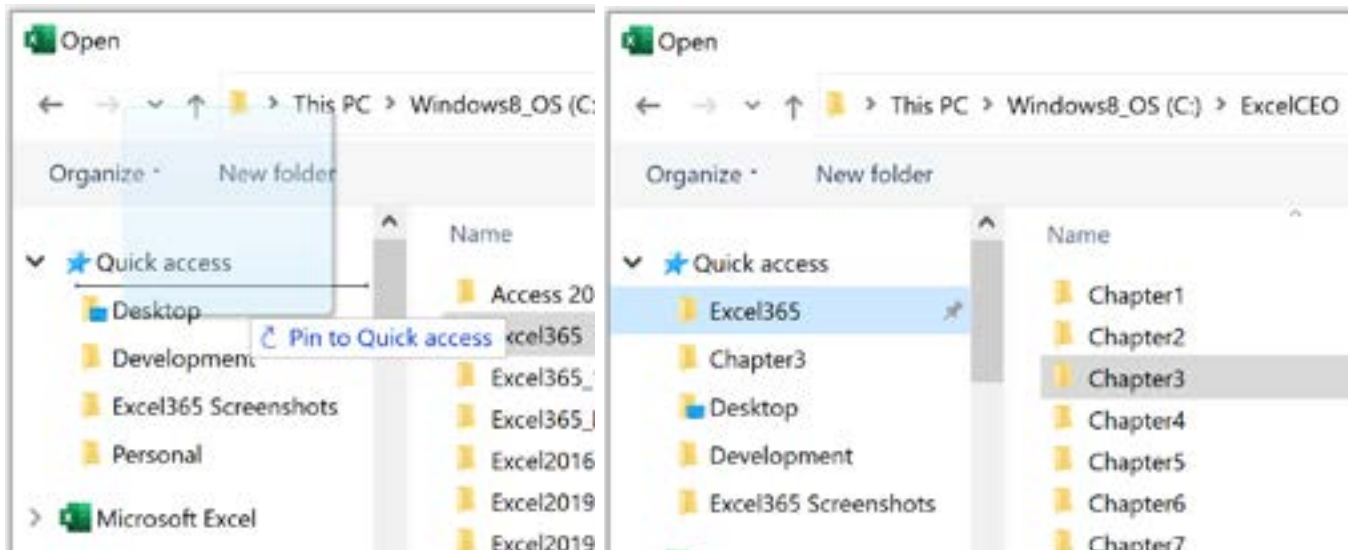 Open
This PC > Windows8_OS (C:
Organize New folder
Name
Quick access
Access 20
Desktop
Pin to Quick access
xcel365
Development
Excel365_
Excel365 Screenshots
Excel365_
Personal
Excel2016
Excel2019
Microsoft Excel
Excel2019
Open
This PC > Windows8_OS (C:) > ExcelCEO
Organize New folder
Name
Quick access
Chapter1
Excel365
Chapter2
Chapter3
Chapter3
Desktop
Chapter4
Development
Chapter5
Excel365 Screenshots
Chapter6
Chapter7